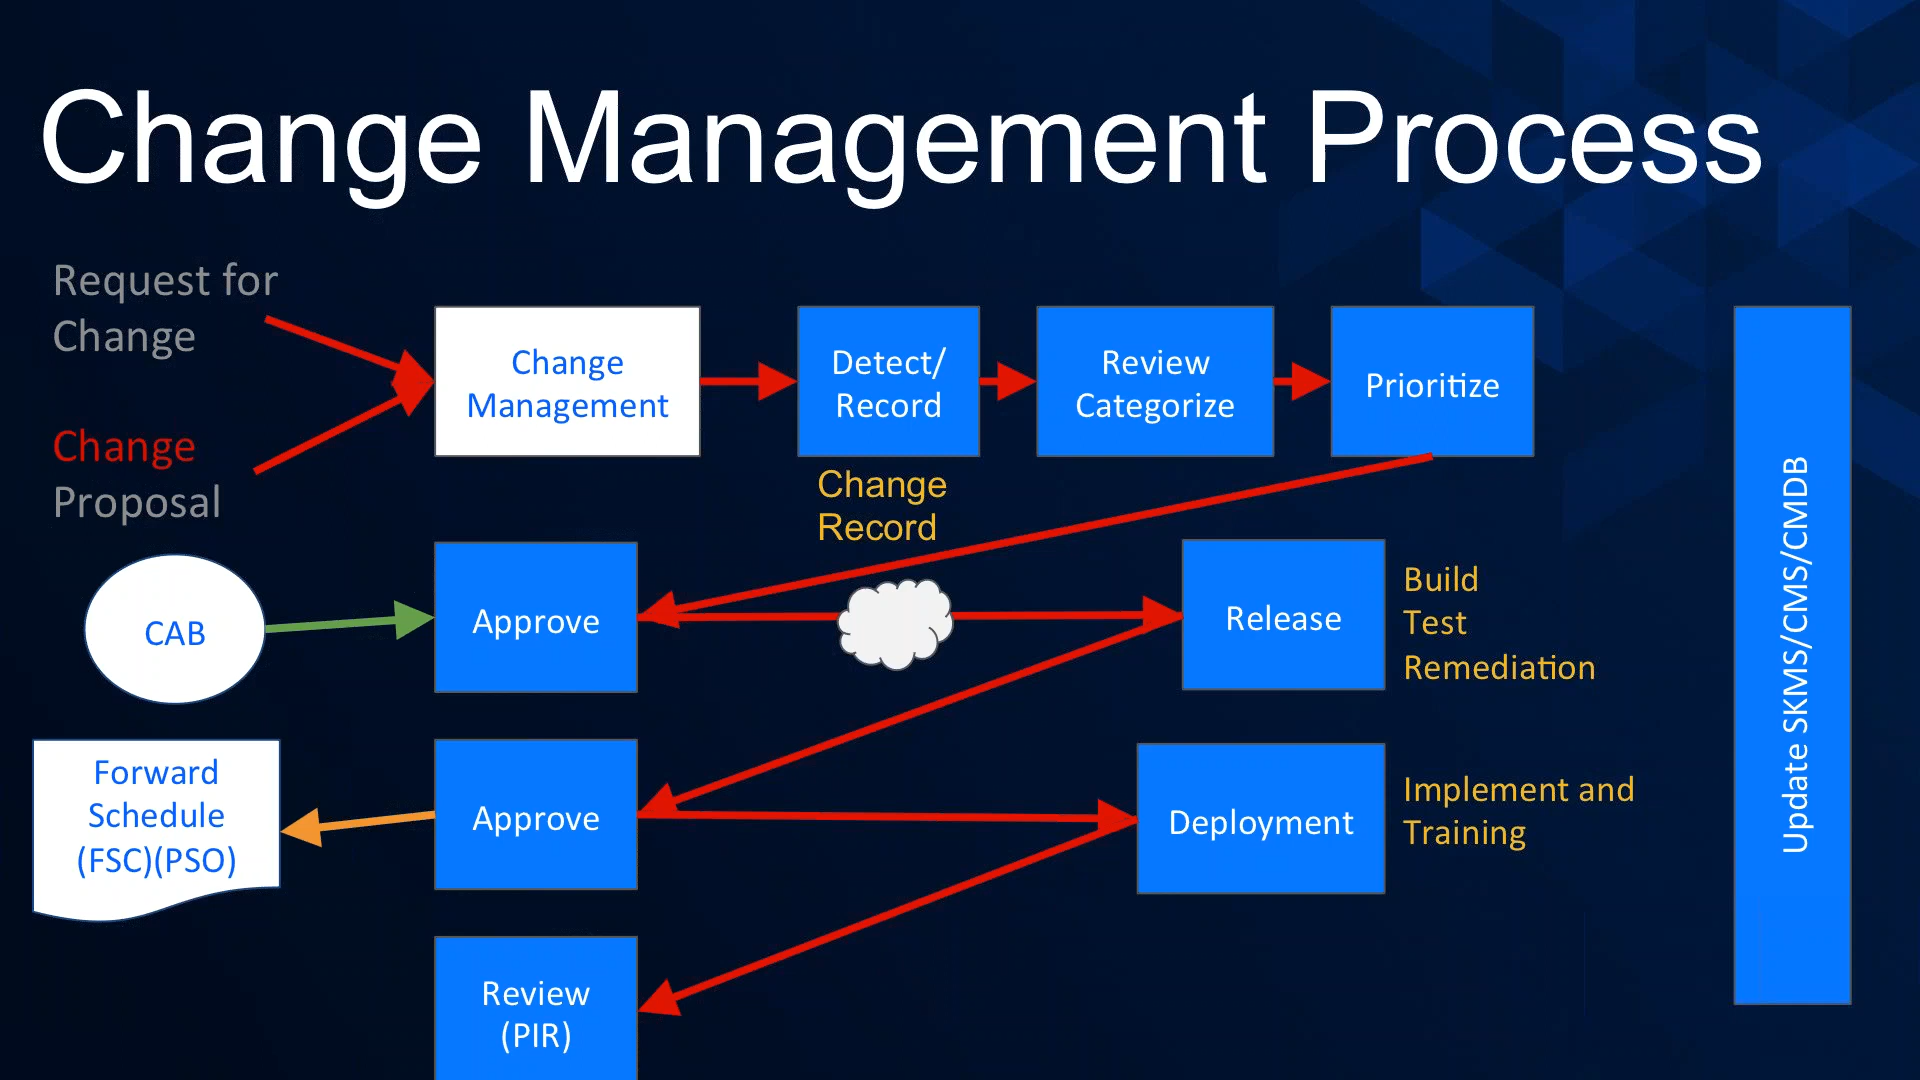 Change Management Process
Request for
Change
Change
Proposal
Change
Management
Detect/
Record
Review
Categorize
Prioritize
Change
Record
CAB
Approve
Release
Build
Test
Remediation
Forward
Schedule
(FSC)(PSO)
Approve
Deployment
Implement and
Training
Review
(PIR)
Update SKMS/CMS/CMDB